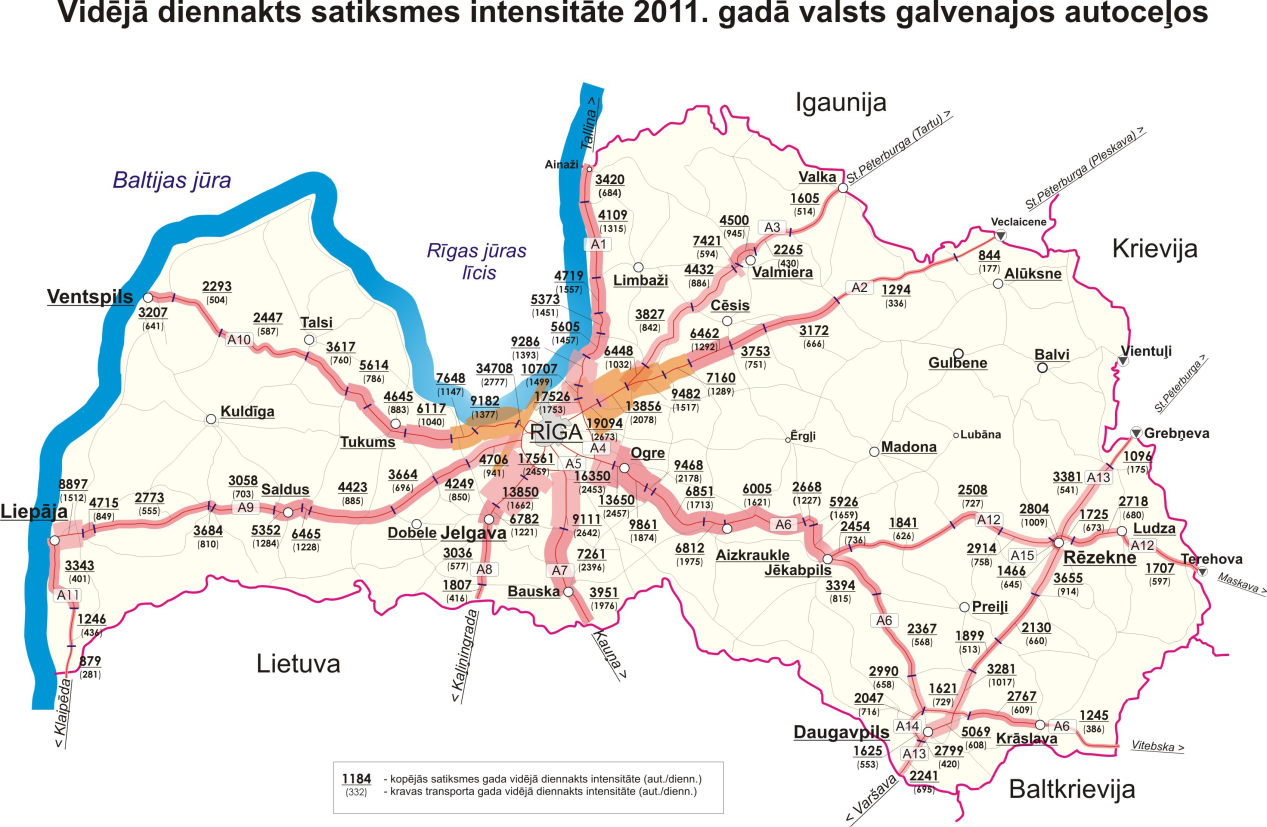 Vidējā diennakts satiksmes intensitāte 2011. gadā valsts galvenajos autoceļos
Igaunija
Tallina >
St.Pēterburga (Tartu) >
St.Pēterburga (Pleskava) >
Baltijas jūra
Rīgas jūras
līcis
Krievija
Ainaži
3420
(684)
4109
(1315)
A1
4719
(1557)
5373
(1451)
5605
(1457)
9286
(1393)
10707
(1499)
17526
(1753)
Valka
1605
(514)
A3
4500
(945)
2265
(430)
7421
(594)
Valmiera
4432
(886)
3827
(842)
6448
(1032)
Limbaži
Cēsis
Veclaicene
844
(177)
Alūksne
A2
1294
(336)
3172
(666)
3753
(751)
6462
(1292)
7160
(1289)
9482
(1517)
13856
(2078)
19094
(2673)
Gulbene
Balvi
Vientuļi
St.Pēterburga >
Grebņeva
Ventspils
3207
(641)
2293
(504)
A10
2447
(587)
Talsi
3617
(760)
5614
(786)
4645
(883)
6117
(1040)
7648
(1147)
9182
(1377)
34708
(2777)
Tukums
Kuldīga
RĪGA
A4
A5
Ogre
Ērgļi
Madona
Lubāna
8897
(1512)
Liepāja
4715
(849)
2773
(555)
3684
(810)
A9
3058
(703)
Saldus
5352
(1284)
6465
(1228)
4423
(885)
3664
(696)
4249
(850)
4706
(941)
17561
(2459)
13850
(1662)
6782
(1221)
Dobele
Jelgava
3036
(577)
A8
1807
(416)
9111
(2642)
7261
(2396)
A7
Bauska
3951
(1976)
16350
(2453)
13650
(2457)
9861
(1874)
9468
(2178)
6851
(1713)
6812
(1975)
6005
(1621)
A6
2668
(1227)
5926
(1659)
Aizkraukle
Jēkabpils
2454
(736)
1841
(626)
2508
(727)
A12
2914
(758)
2804
(1009)
A15
1466
(645)
3381
(541)
A13
1096
(175)
1725
(673)
2718
(680)
Ludza
A12
Rēzekne
1707
(597)
Terehova
Maskava >
3343
(401)
A11
1246
(436)
879
(281)
< Klaipēda
Lietuva
< Kaļiņingrada
Kauņa >
3394
(815)
A6
2367
(568)
2990
(658)
2047
(716)
Preiļi
3655
(914)
2130
(660)
1899
(513)
3281
(1017)
1621
(729)
A14
Daugavpils
5069
(608)
2767
(609)
Krāslava
A6
1245
(386)
Vitebska >
1625
(553)
A13
2799
(420)
2241
(695)
< Varšava
Baltkrievija
1184 - kopējās satiksmes gada vidējā diennakts intensitāte (aut./dienn.)
(332) - kravas transporta gada vidējā diennakts intensitāte (aut./dienn.)